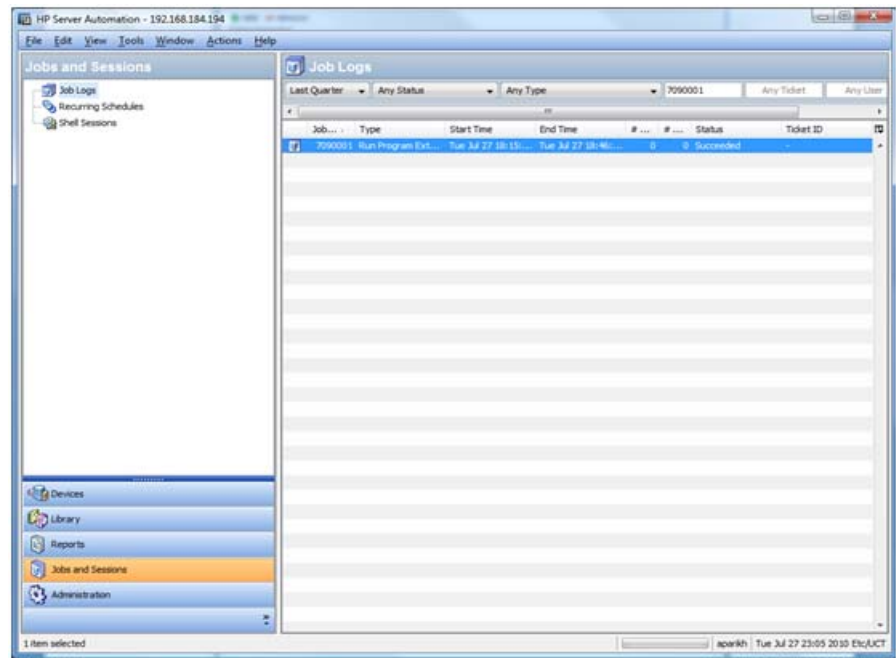 HP Server Automation - 192.168.184.194
File Edit View Tools Window Actions Help
Jobs and Sessions
Job Logs
Recurring Schedules
Shell Sessions
Devices
Library
Reports
Jobs and Sessions
Administration
Job Logs
Last Quarter Any Status Any Type 7090001 Any Ticket Any User
Job... Type Start Time End Time # ... # ... Status Ticket ID
7090001 Run Program Ext... Tue Jul 27 18:15:... Tue Jul 27 18:46:... 0 0 Succeeded -
1 item selected
aparikh Tue Jul 27 23:05 2010 Etc/UCT